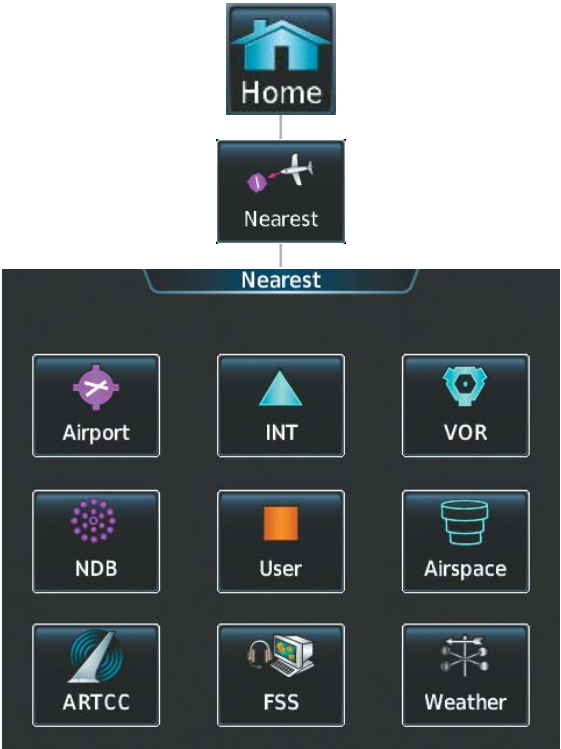 Home
Nearest
Nearest
Airport
INT
VOR
NDB
User
Airspace
ARTCC
FSS
Weather